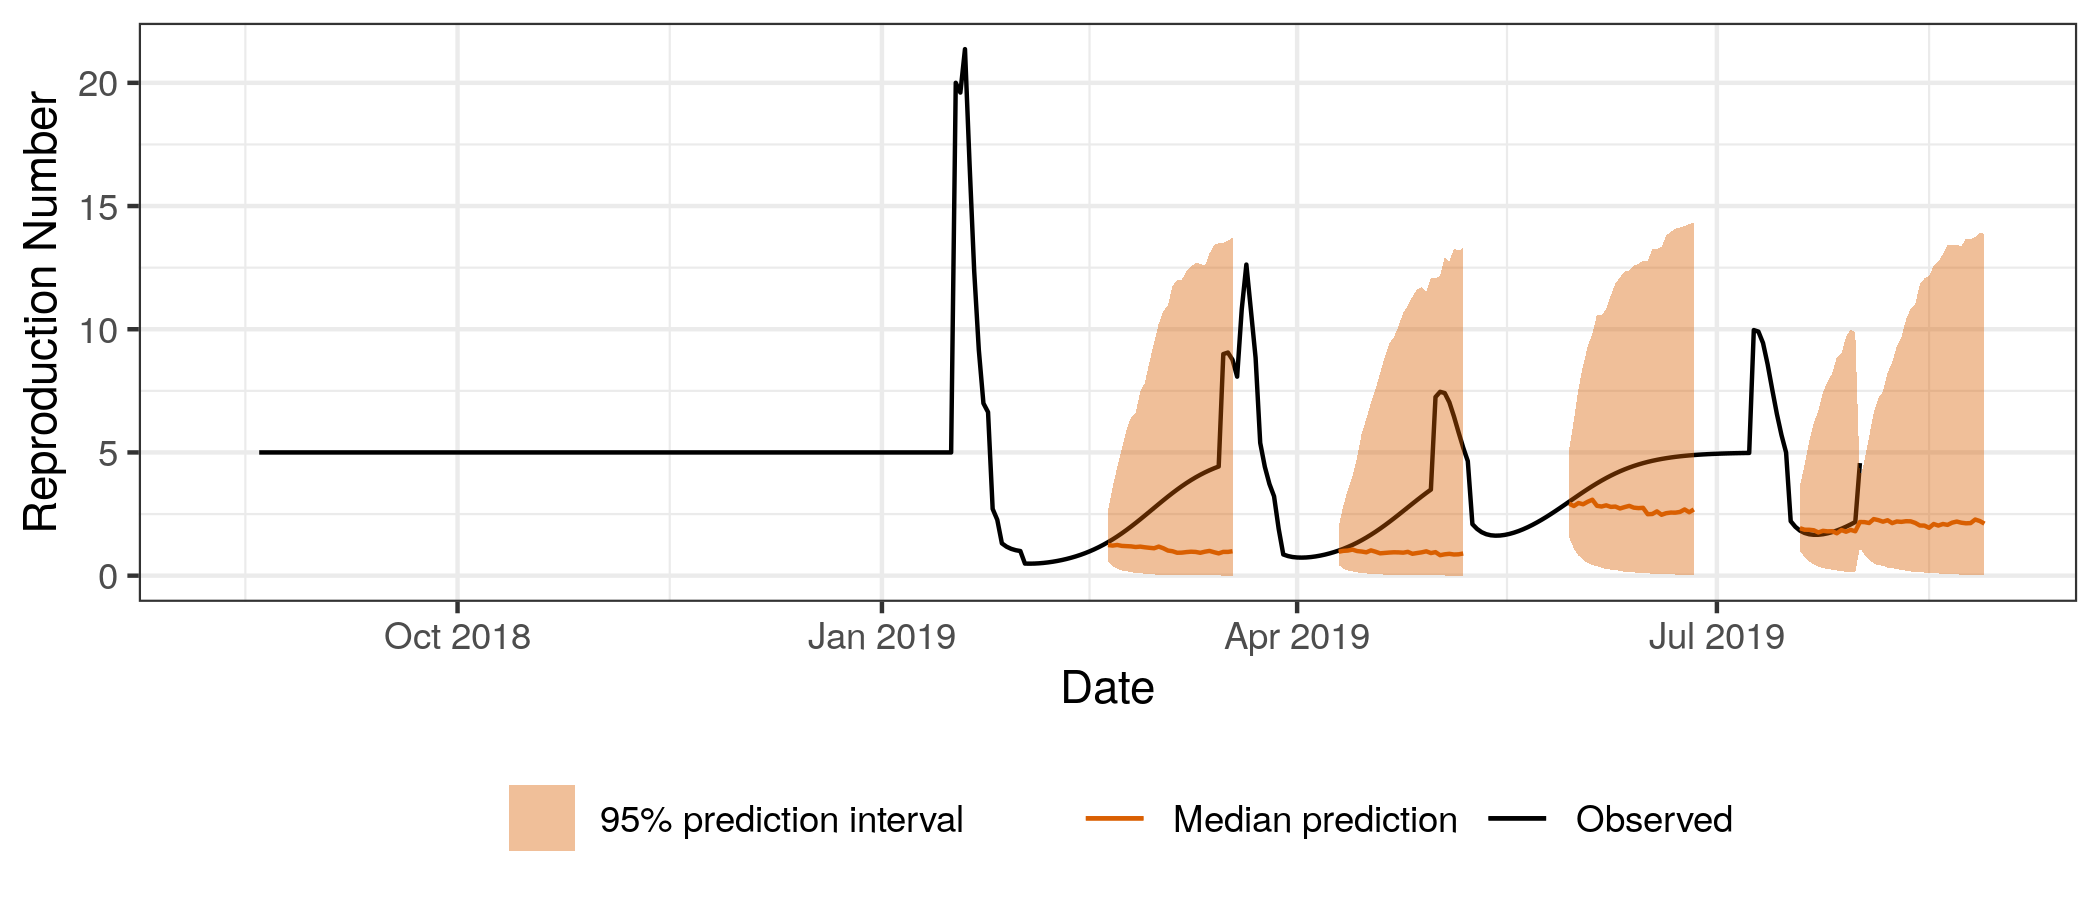 Reproduction Number
20
15
10
5
0
Oct 2018 Jan 2019 Apr 2019 Jul 2019
Date
95% prediction interval Median prediction Observed